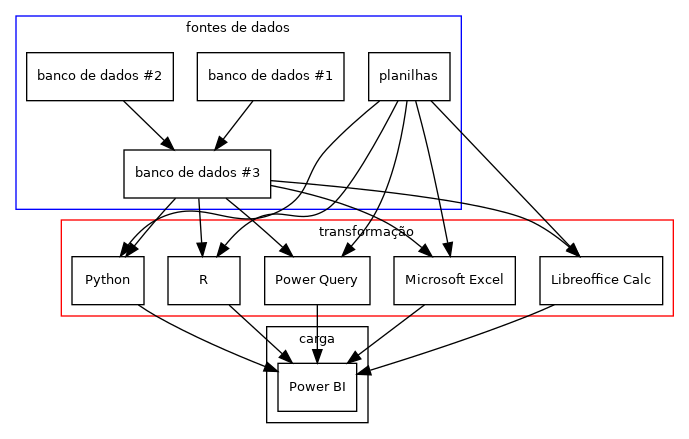 fontes de dados
banco de dados #2
banco de dados #1
planilhas
banco de dados #3
transformação
Python
R
Power Query
Microsoft Excel
Libreoffice Calc
carga
Power BI